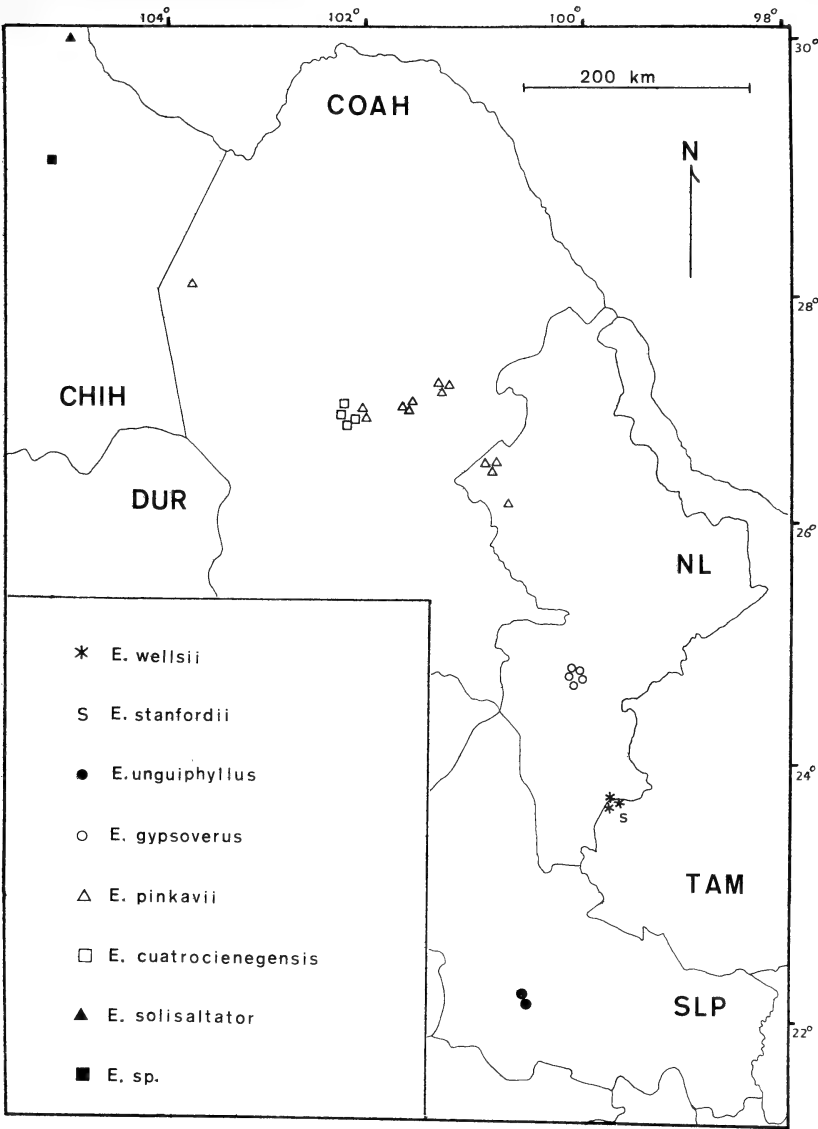 104° 102° 100° 98°
30°
200 km
COAH
N
28°
CHIH
DUR
26°
NL
* E. wellsii
S E. stanfordii
● E. unguiphyllus
○ E. gypsoverus
△ E. pinkavii
□ E. cuatrocienegensis
▲ E. solisaltator
■ E. sp.
24°
S
TAM
SLP
22°